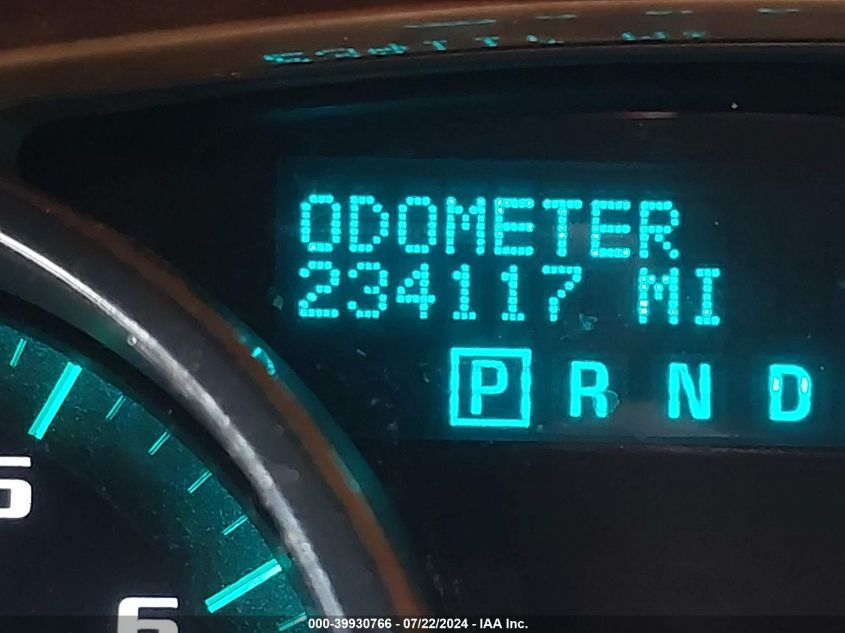 ODOMETER
234117 MI
P R N D
5
6
000-39930766 - 07/22/2024 - IAA Inc.